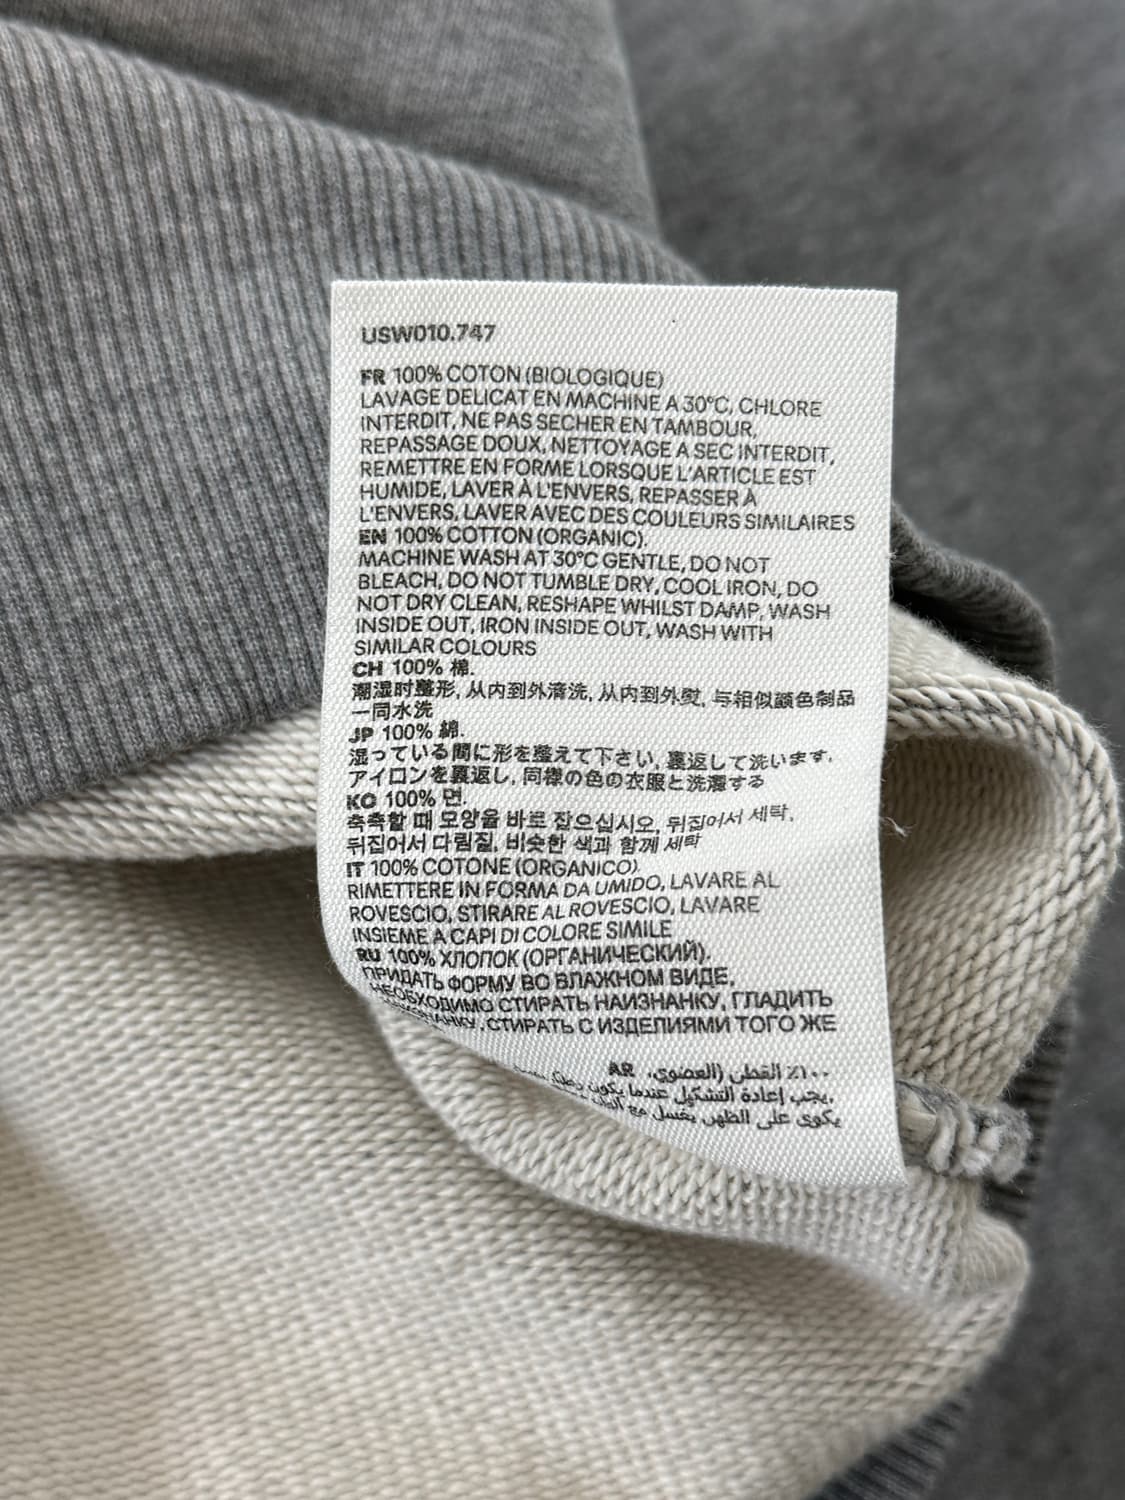 USW010.747
FR 100% COTON (BIOLOGIQUE)
LAVAGE DELICAT EN MACHINE A 30°C, CHLORE
INTERDIT, NE PAS SECHER EN TAMBOUR,
REPASSAGE DOUX, NETTOYAGE A SEC INTERDIT,
REMETTRE EN FORME LORSQUE L'ARTICLE EST
HUMIDE, LAVER À L'ENVERS, REPASSER À
L'ENVERS, LAVER AVEC DES COULEURS SIMILAIRES
EN 100% COTTON (ORGANIC).
MACHINE WASH AT 30°C GENTLE, DO NOT
BLEACH, DO NOT TUMBLE DRY, COOL IRON, DO
NOT DRY CLEAN, RESHAPE WHILST DAMP, WASH
INSIDE OUT, IRON INSIDE OUT, WASH WITH
SIMILAR COLOURS
CH 100% 棉.
潮湿时整形, 从内到外清洗, 从内到外熨, 与相似颜色制品
一同水洗
JP 100% 綿.
湿っている間に形を整えて下さい, 裏返して洗います,
アイロンを裏返し, 同様の色の衣服と洗濯する
KO 100% 면.
축축할 때 모양을 바로 잡으십시오, 뒤집어서 세탁,
뒤집어서 다림질, 비슷한 색과 함께 세탁
IT 100% COTONE (ORGANICO).
RIMETTERE IN FORMA DA UMIDO, LAVARE AL
ROVESCIO, STIRARE AL ROVESCIO, LAVARE
INSIEME A CAPI DI COLORE SIMILE
RU 100% ХЛОПОК (ОРГАНИЧЕСКИЙ).
ПРИДАТЬ ФОРМУ ВО ВЛАЖНОМ ВИДЕ,
НЕОБХОДИМО СТИРАТЬ НАИЗНАНКУ, ГЛАДИТЬ
НАИЗНАНКУ, СТИРАТЬ С ИЗДЕЛИЯМИ ТОГО ЖЕ
AR ١٠٠٪ القطن (العضوي).
يجب إعادة التشكيل عندما يكون
يكوى على الظهر, يغسل مع